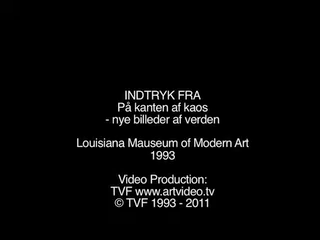 INDTRYK FRA
På kanten af kaos
- nye billeder af verden
Louisiana Mauseum of Modern Art
1993
Video Production:
TVF www.artvideo.tv
© TVF 1993 - 2011